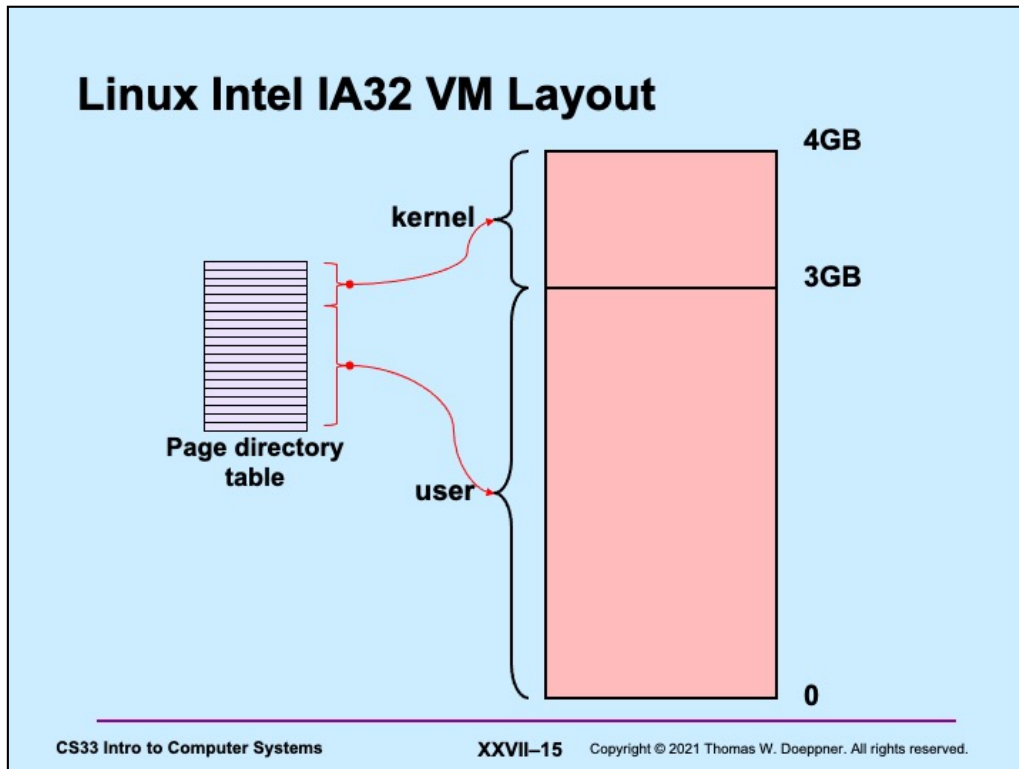 Linux Intel IA32 VM Layout
4GB
kernel
3GB
Page directory
table
user
0
CS33 Intro to Computer Systems
XXVII–15
Copyright © 2021 Thomas W. Doeppner. All rights reserved.